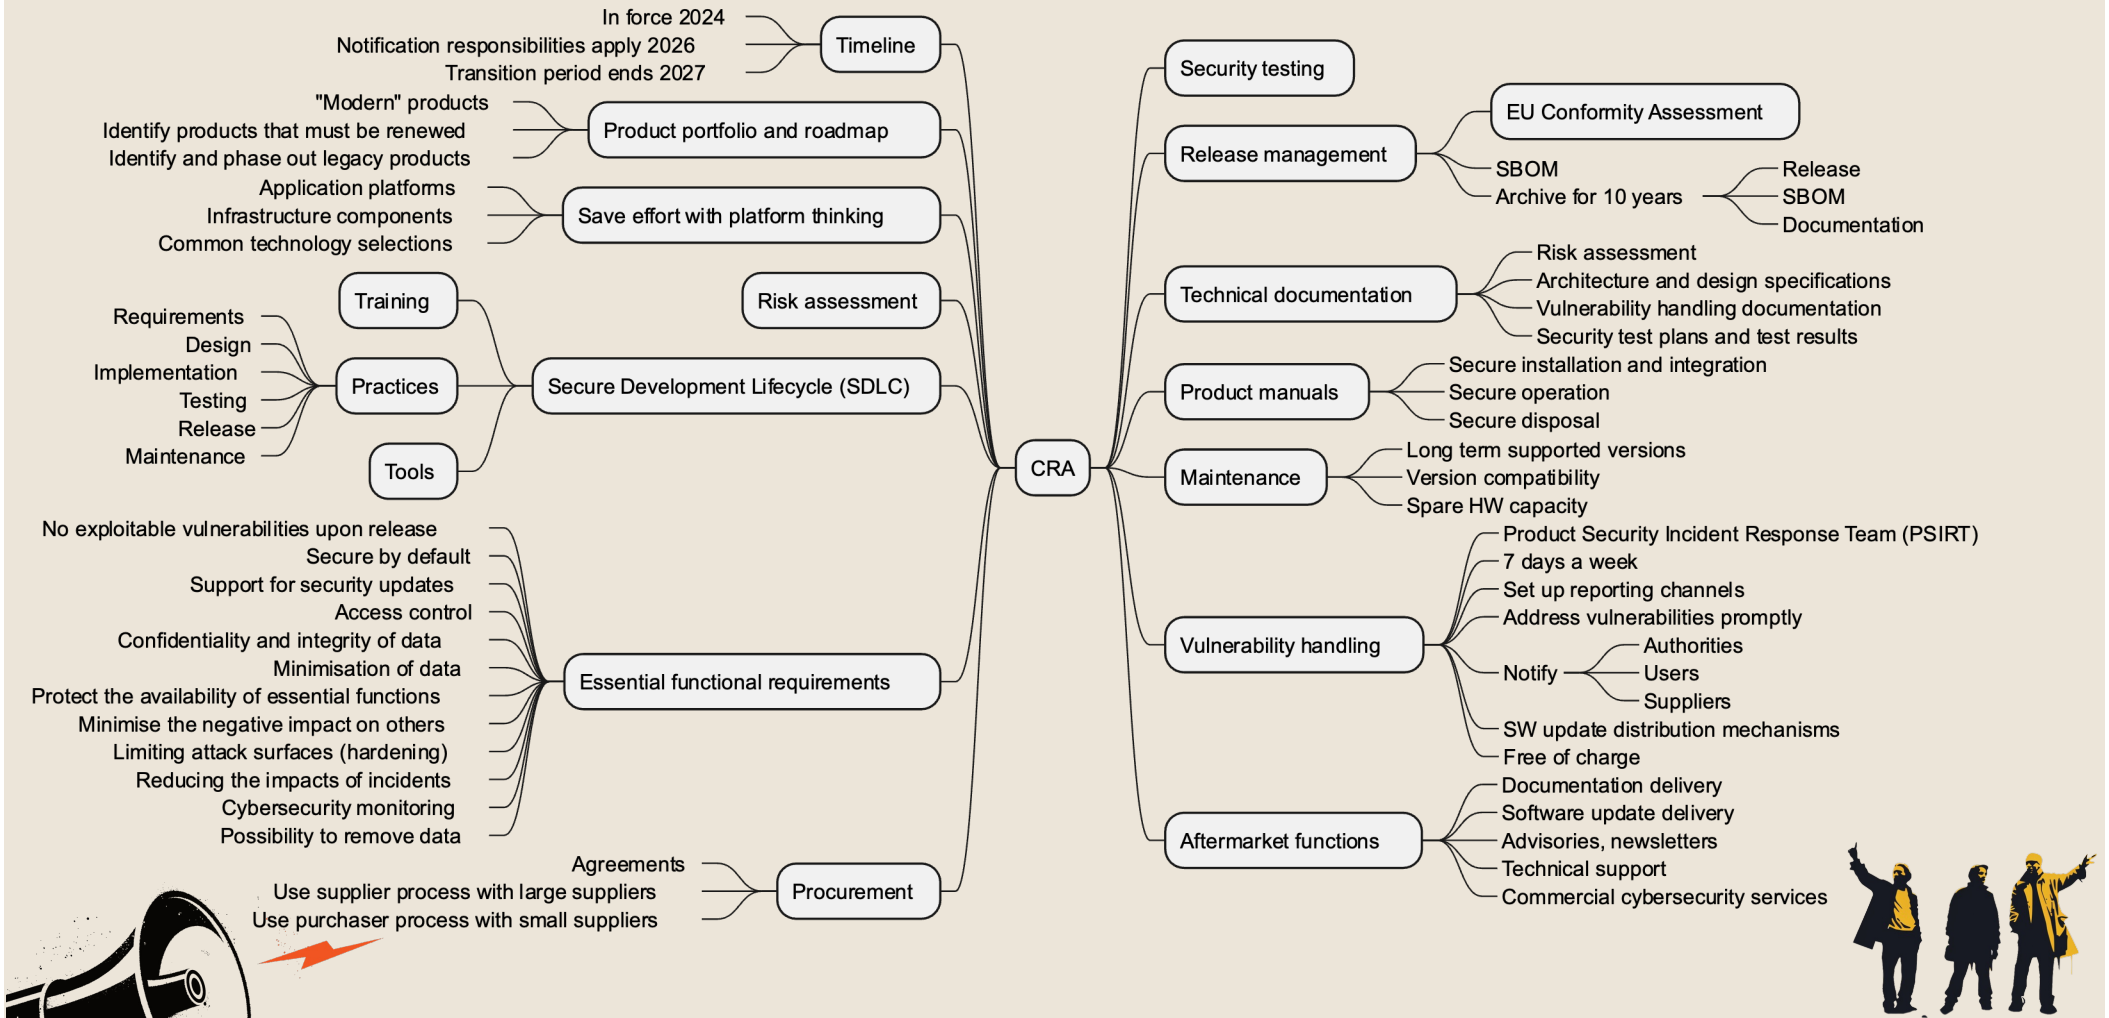 In force 2024
Notification responsibilities apply 2026
Transition period ends 2027
Timeline
"Modern" products
Identify products that must be renewed
Identify and phase out legacy products
Product portfolio and roadmap
Application platforms
Infrastructure components
Common technology selections
Save effort with platform thinking
Risk assessment
Training
Requirements
Design
Implementation
Testing
Release
Maintenance
Practices
Tools
Secure Development Lifecycle (SDLC)
No exploitable vulnerabilities upon release
Secure by default
Support for security updates
Access control
Confidentiality and integrity of data
Minimisation of data
Protect the availability of essential functions
Minimise the negative impact on others
Limiting attack surfaces (hardening)
Reducing the impacts of incidents
Cybersecurity monitoring
Possibility to remove data
Essential functional requirements
Agreements
Use supplier process with large suppliers
Use purchaser process with small suppliers
Procurement
CRA
Security testing
Release management
EU Conformity Assessment
SBOM
Archive for 10 years
Release
SBOM
Documentation
Technical documentation
Risk assessment
Architecture and design specifications
Vulnerability handling documentation
Security test plans and test results
Product manuals
Secure installation and integration
Secure operation
Secure disposal
Maintenance
Long term supported versions
Version compatibility
Spare HW capacity
Vulnerability handling
Product Security Incident Response Team (PSIRT)
7 days a week
Set up reporting channels
Address vulnerabilities promptly
Notify
Authorities
Users
Suppliers
SW update distribution mechanisms
Free of charge
Aftermarket functions
Documentation delivery
Software update delivery
Advisories, newsletters
Technical support
Commercial cybersecurity services